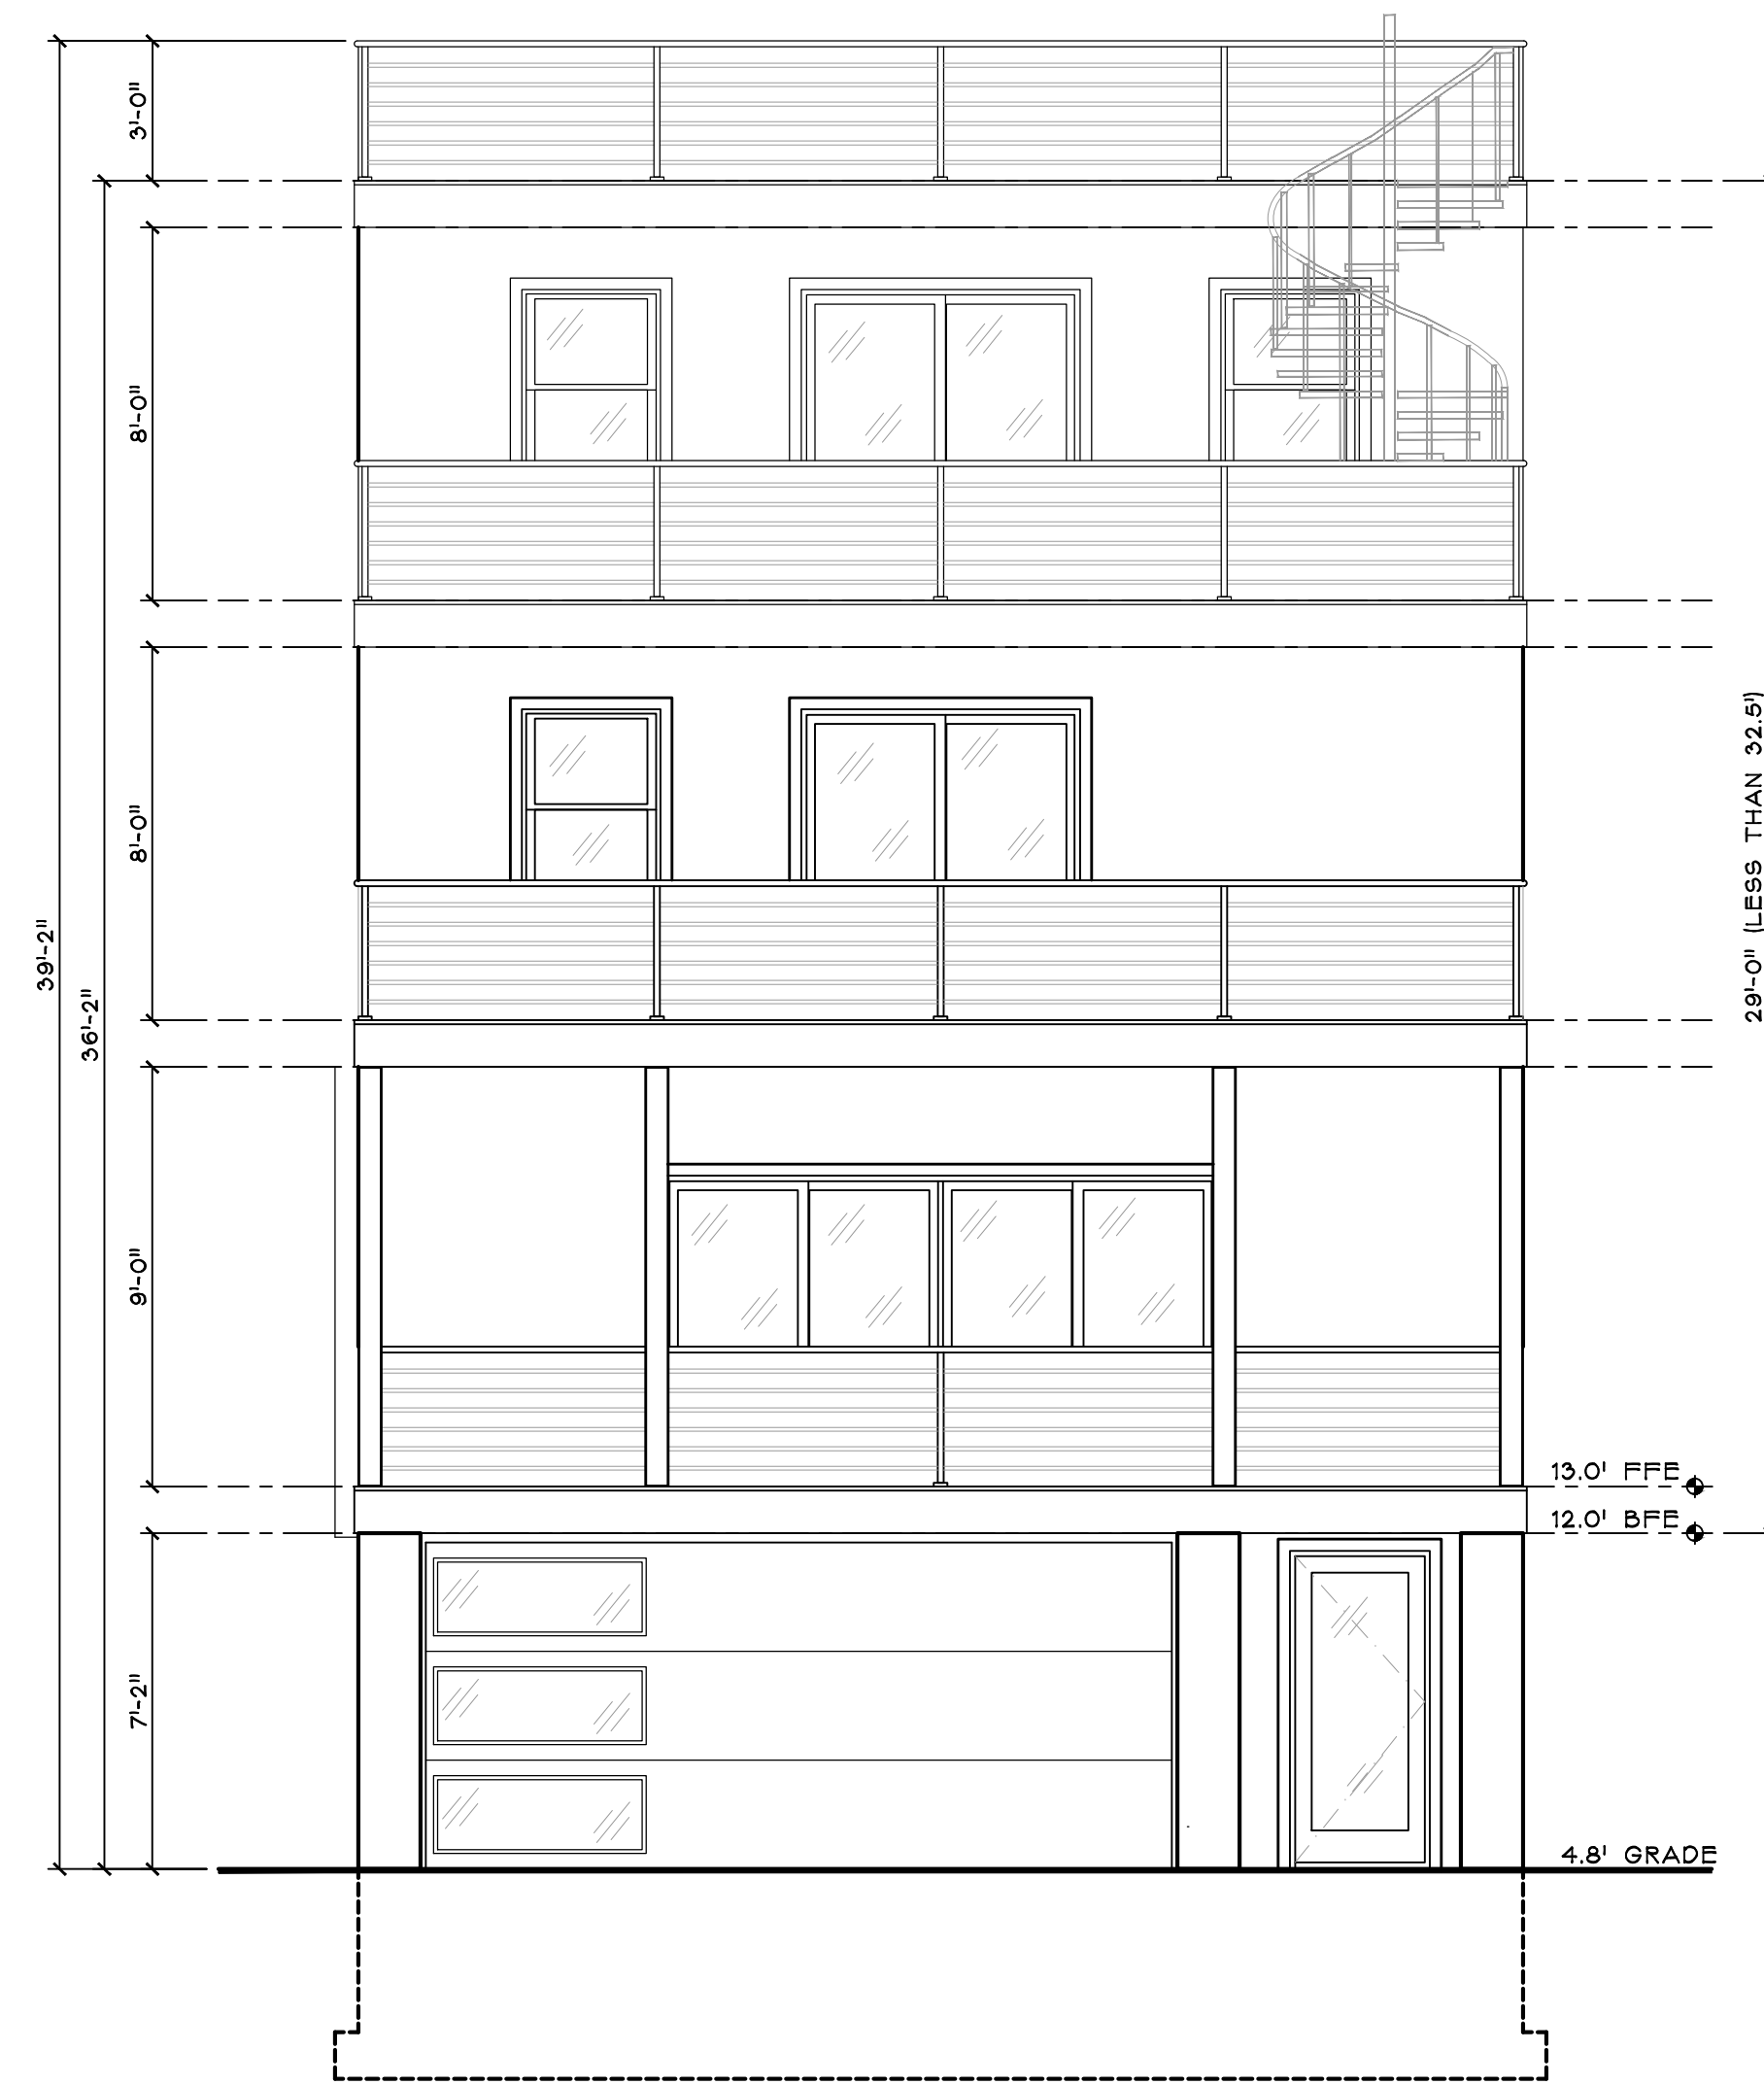 3'-0"
8'-0"
8'-0"
39'-2"
36'-2"
9'-0"
7'-2"
29'-0" (LESS THAN 32.5')
13.0' FFE
12.0' BFE
4.8' GRADE